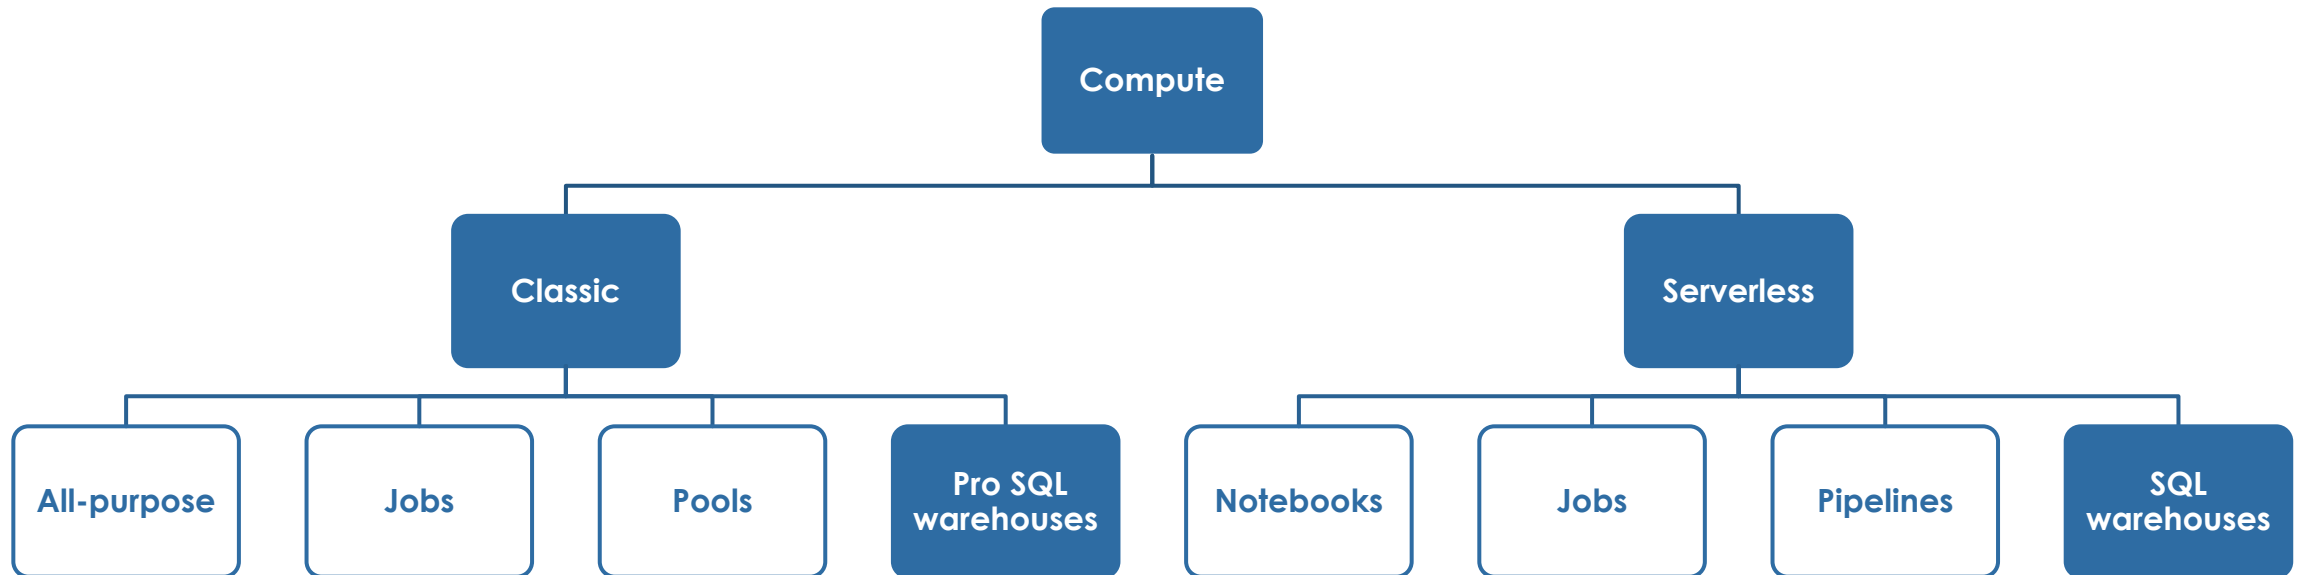 Compute
Classic
Serverless
All-purpose
Jobs
Pools
Pro SQL
warehouses
Notebooks
Jobs
Pipelines
SQL
warehouses